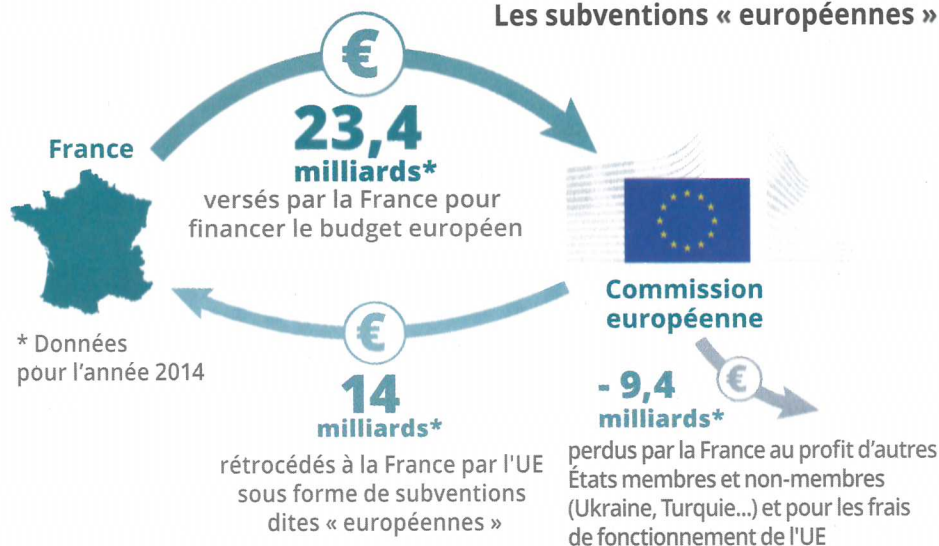 Les subventions « européennes »
€
23,4
milliards*
versés par la France pour
financer le budget européen
France
Commission
européenne
* Données
pour l'année 2014
€
14
milliards*
rétrocédés à la France par l'UE
sous forme de subventions
dites « européennes »
€
- 9,4
milliards*
perdus par la France au profit d'autres
États membres et non-membres
(Ukraine, Turquie...) et pour les frais
de fonctionnement de l'UE